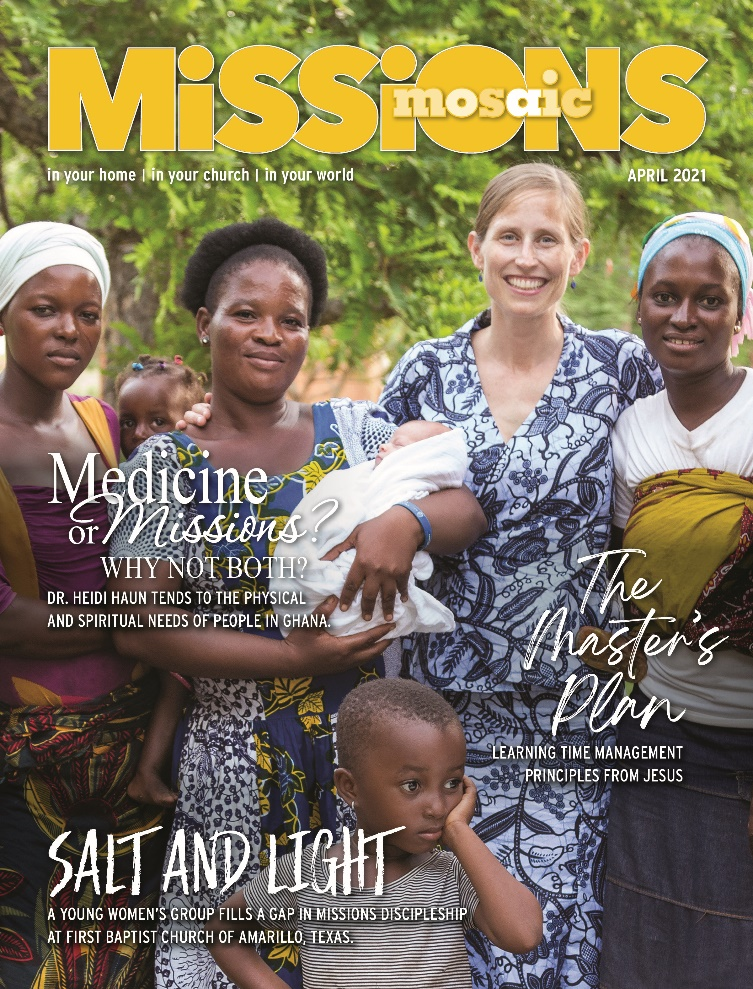 MiSSiONS
mosaic
in your home | in your church | in your world
APRIL 2021
Medicine
or Missions?
WHY NOT BOTH?
DR. HEIDI HAUN TENDS TO THE PHYSICAL
AND SPIRITUAL NEEDS OF PEOPLE IN GHANA.
The
Master's
Plan
LEARNING TIME MANAGEMENT
PRINCIPLES FROM JESUS
SALT AND LIGHT
A YOUNG WOMEN'S GROUP FILLS A GAP IN MISSIONS DISCIPLESHIP
AT FIRST BAPTIST CHURCH OF AMARILLO, TEXAS.